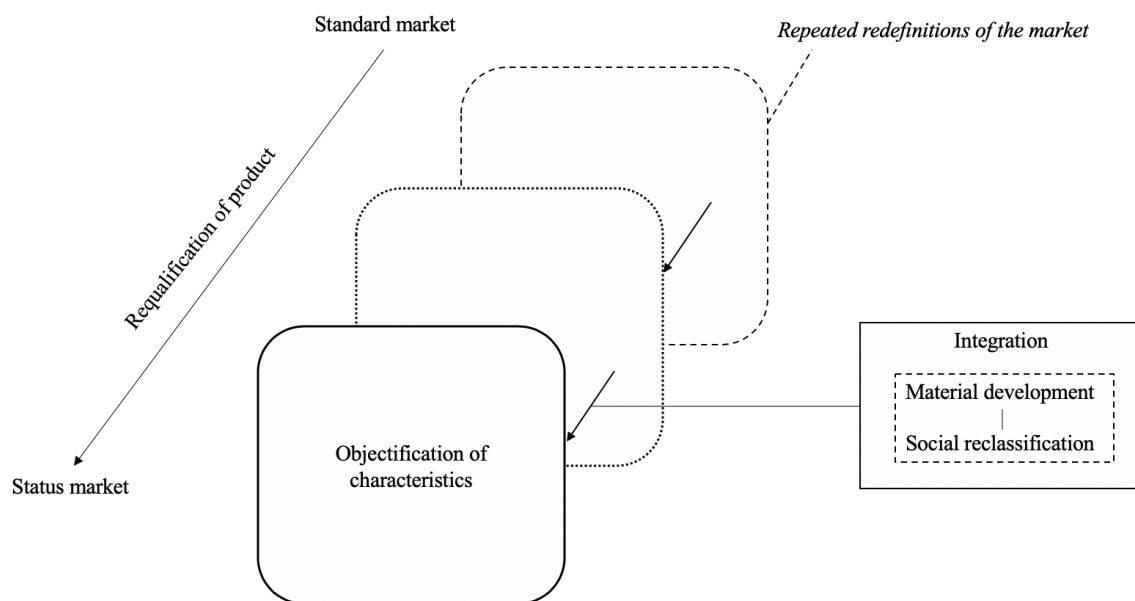 Standard market
Repeated redefinitions of the market
Requalification of product
Integration
Material development
Social reclassification
Objectification of
characteristics
Status market